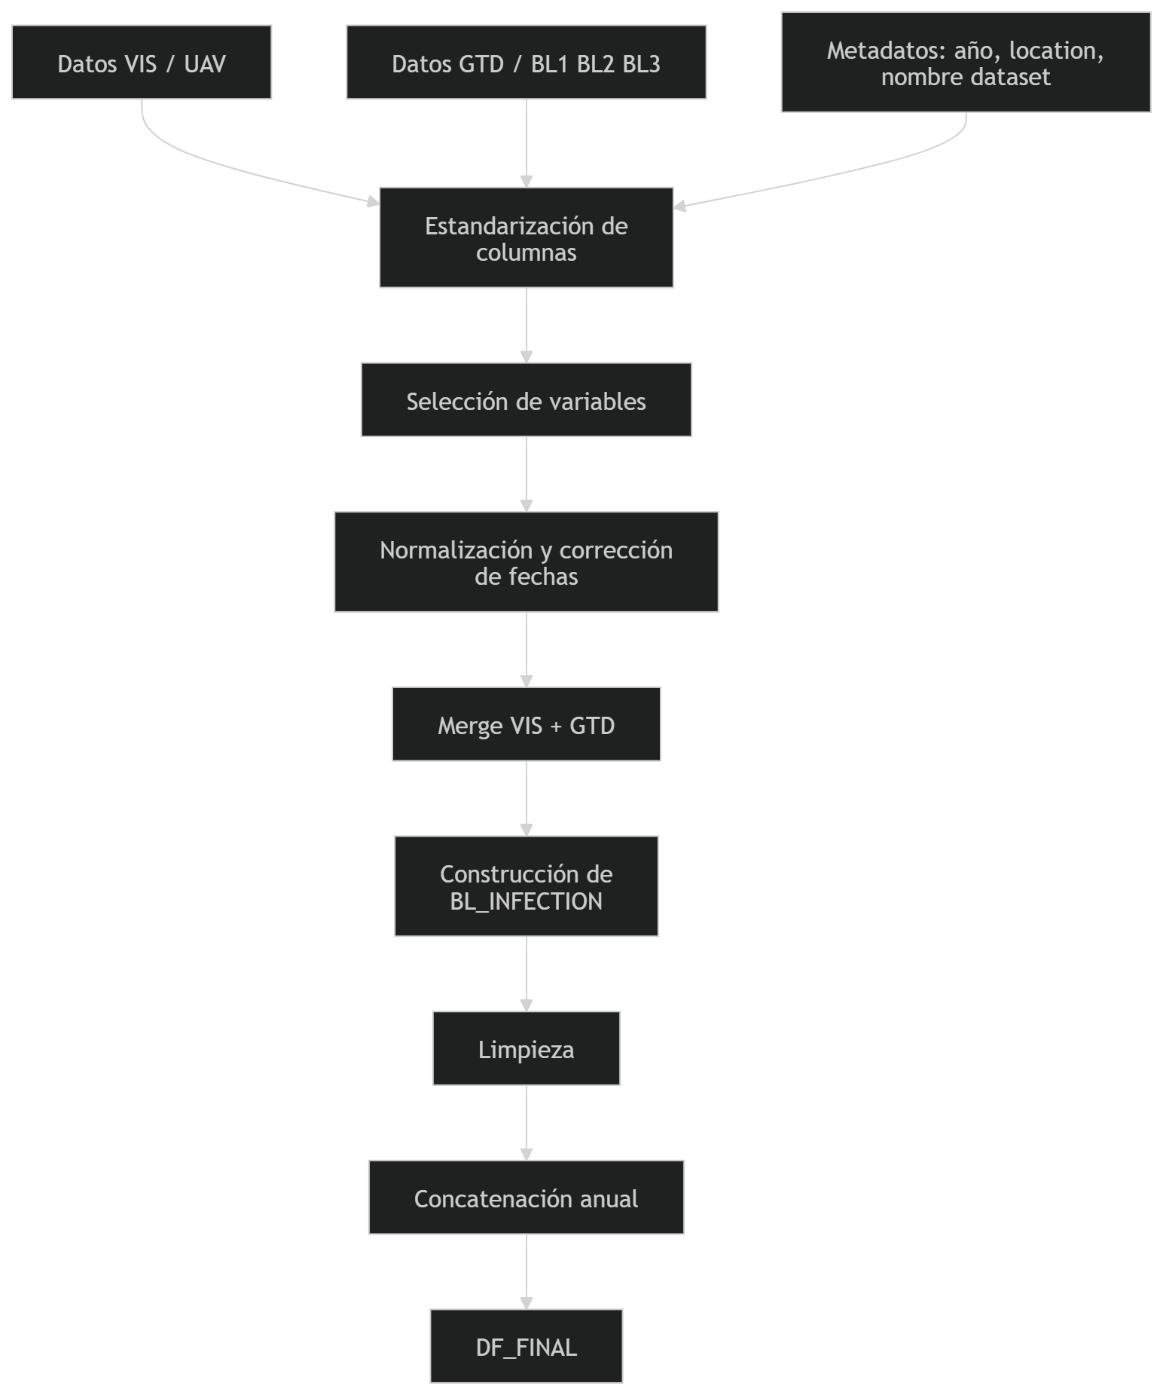 Datos VIS / UAV
Datos GTD / BL1 BL2 BL3
Metadatos: año, location,
nombre dataset
Estandarización de
columnas
Selección de variables
Normalización y corrección
de fechas
Merge VIS + GTD
Construcción de
BL_INFECTION
Limpieza
Concatenación anual
DF_FINAL